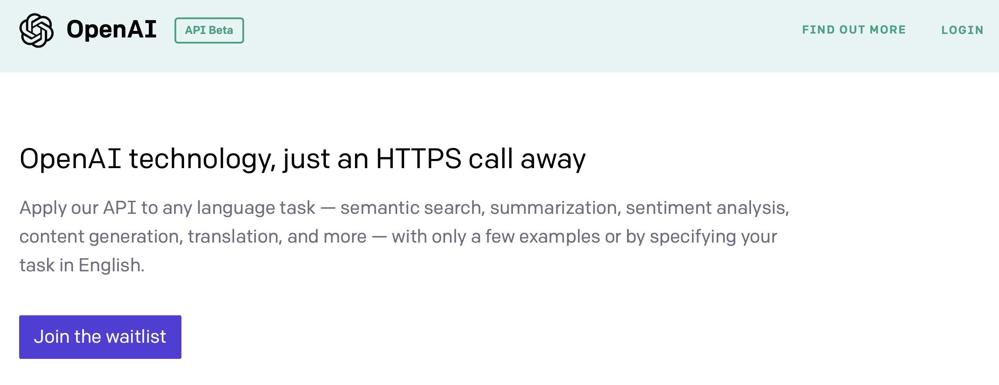 OpenAI API Beta FIND OUT MORE LOGIN
OpenAI technology, just an HTTPS call away
Apply our API to any language task — semantic search, summarization, sentiment analysis,
content generation, translation, and more — with only a few examples or by specifying your
task in English.
Join the waitlist